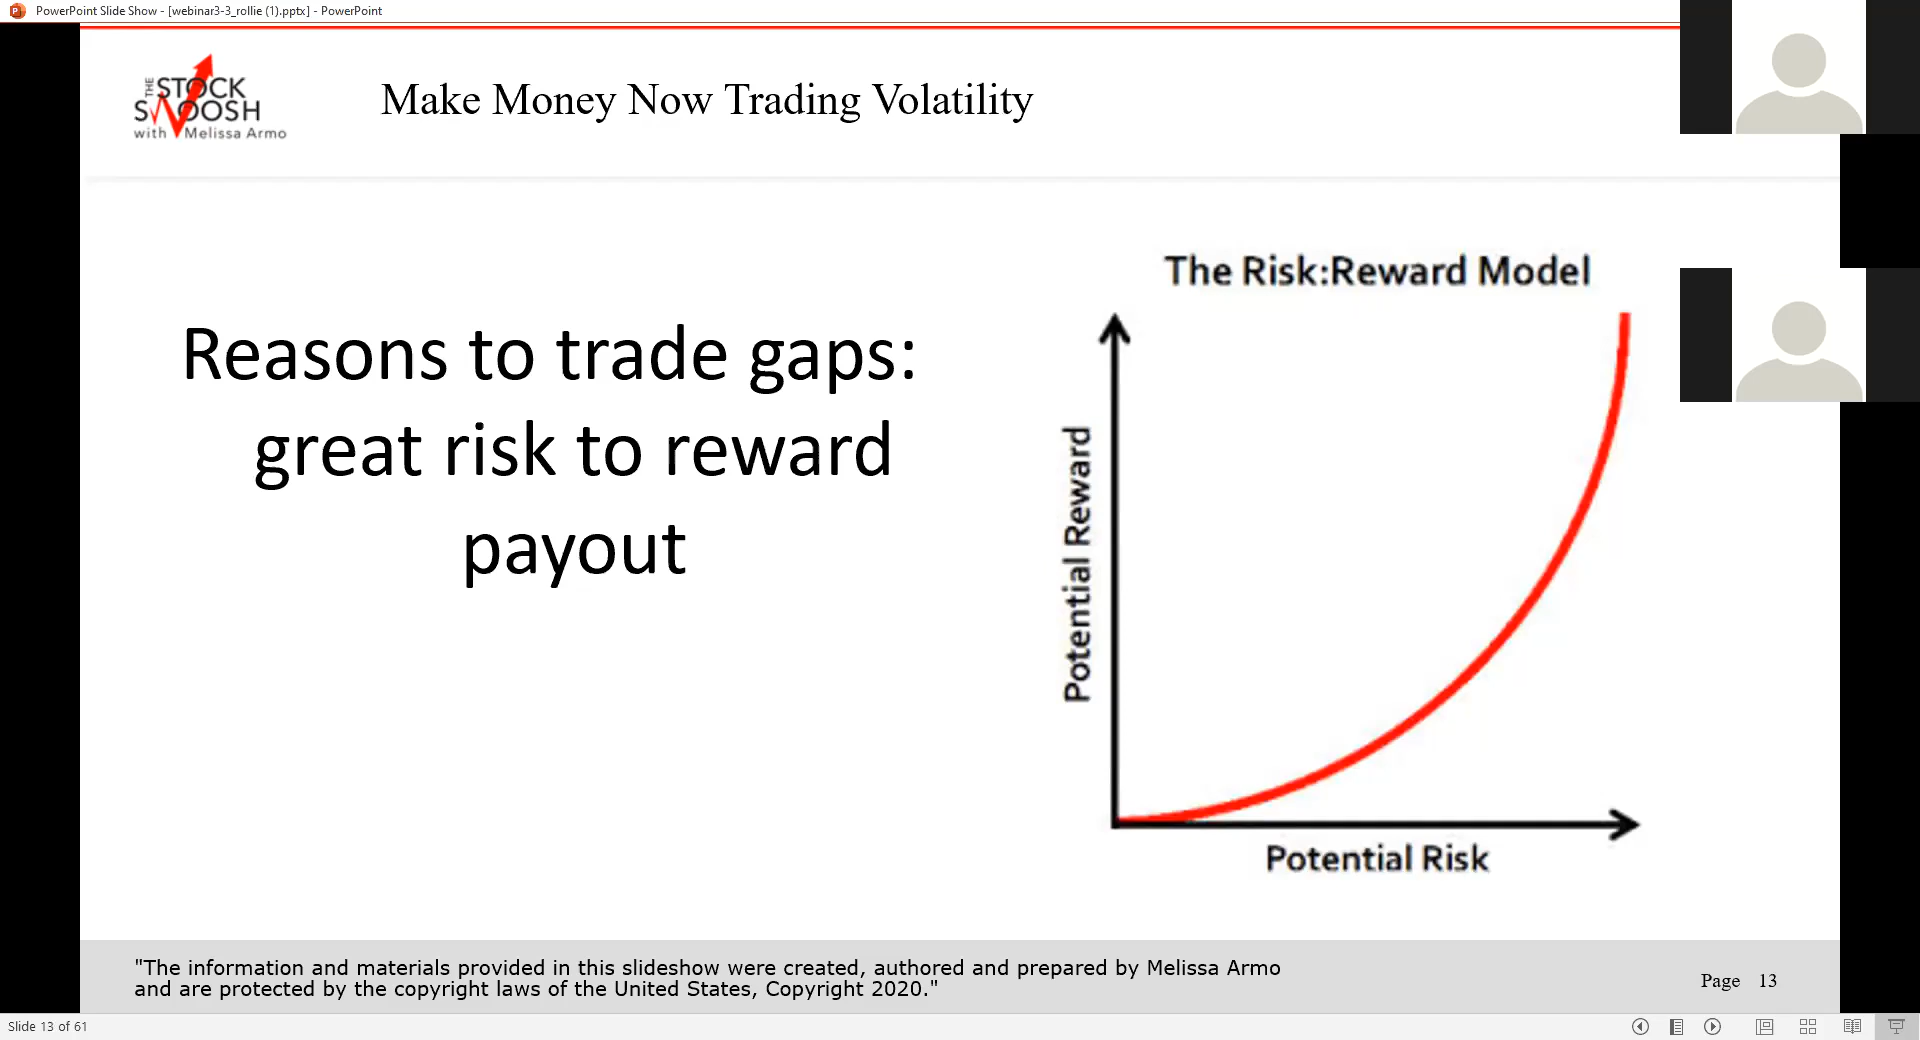 PowerPoint Slide Show - [webinar3-3_rollie (1).pptx] - PowerPoint
THE STOCK
SWOOSH
with Melissa Armo
Make Money Now Trading Volatility
Reasons to trade gaps:
great risk to reward
payout
The Risk:Reward Model
Potential Reward
Potential Risk
"The information and materials provided in this slideshow were created, authored and prepared by Melissa Armo
and are protected by the copyright laws of the United States, Copyright 2020."
Page 13
Slide 13 of 61